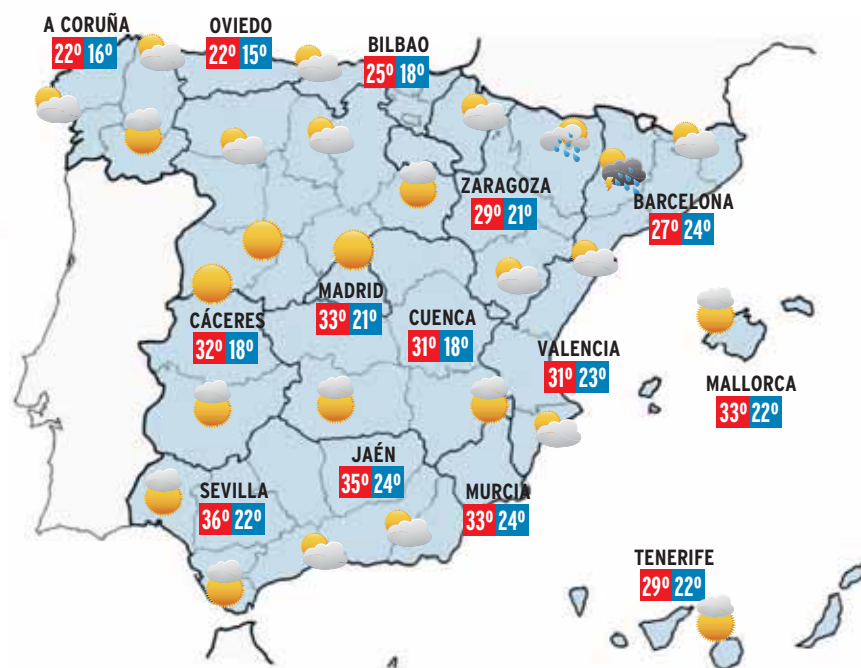 A CORUÑA
22º 16º
OVIEDO
22º 15º
BILBAO
25º 18º
ZARAGOZA
29º 21º
BARCELONA
27º 24º
MADRID
33º 21º
CÁCERES
32º 18º
CUENCA
31º 18º
VALENCIA
31º 23º
MALLORCA
33º 22º
JAÉN
35º 24º
SEVILLA
36º 22º
MURCIA
33º 24º
TENERIFE
29º 22º